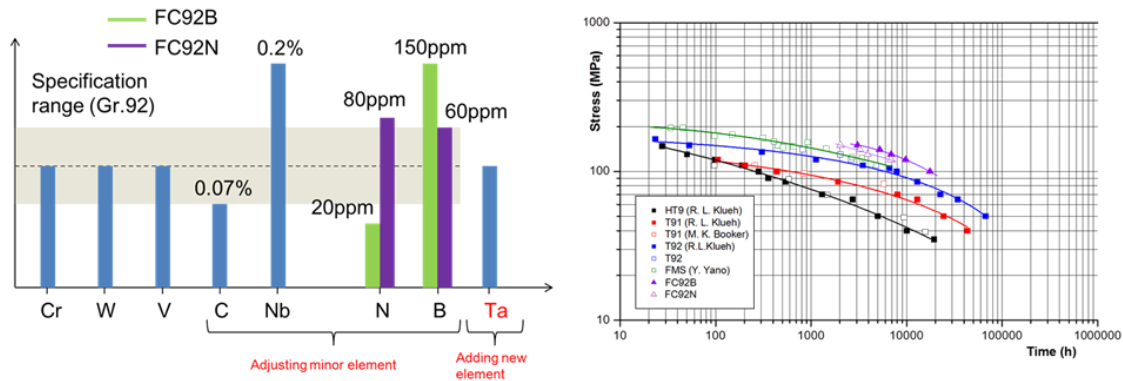 FC92B
FC92N
Specification
range (Gr.92)
0.07%
0.2%
20ppm
80ppm
150ppm
60ppm
Cr
W
V
C
Nb
N
B
Ta
Adjusting minor element
Adding new
element
Stress (MPa)
1000
100
10
HT9 (R. L. Klueh)
T91 (R. L. Klueh)
T91 (M. K. Booker)
T92 (R.L.Klueh)
T92
FMS (Y. Yano)
FC92B
FC92N
10
100
1000
10000
100000
1000000
Time (h)